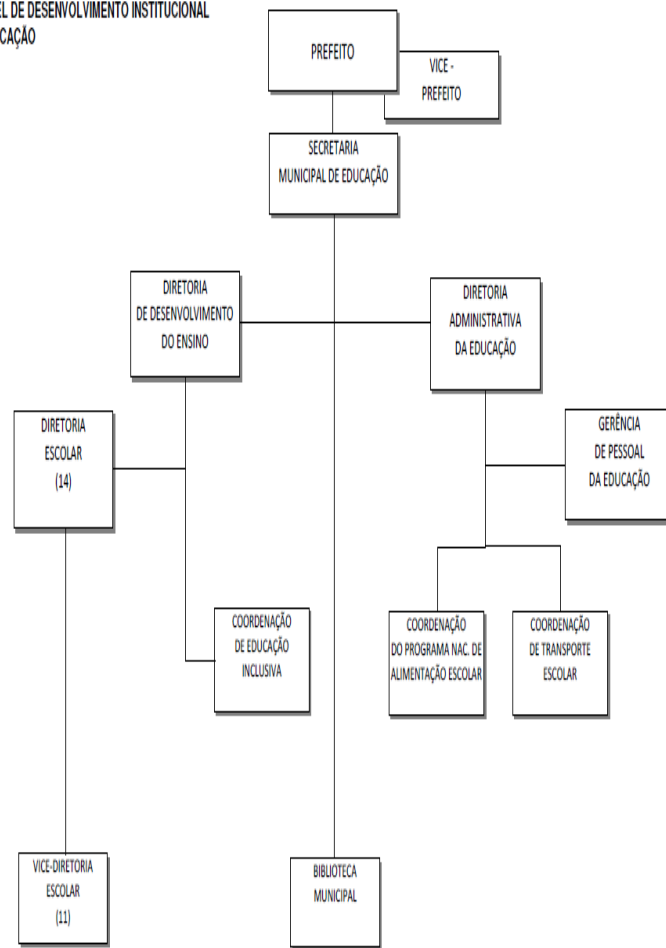 EL DE DESENVOLVIMENTO INSTITUCIONAL
CAÇÃO
PREFEITO
VICE -
PREFEITO
SECRETARIA
MUNICIPAL DE EDUCAÇÃO
DIRETORIA
DE DESENVOLVIMENTO
DO ENSINO
DIRETORIA
ADMINISTRATIVA
DA EDUCAÇÃO
DIRETORIA
ESCOLAR
(14)
GERÊNCIA
DE PESSOAL
DA EDUCAÇÃO
COORDENAÇÃO
DE EDUCAÇÃO
INCLUSIVA
COORDENAÇÃO
DO PROGRAMA NAC. DE
ALIMENTAÇÃO ESCOLAR
COORDENAÇÃO
DE TRANSPORTE
ESCOLAR
VICE-DIRETORIA
ESCOLAR
(11)
BIBLIOTECA
MUNICIPAL